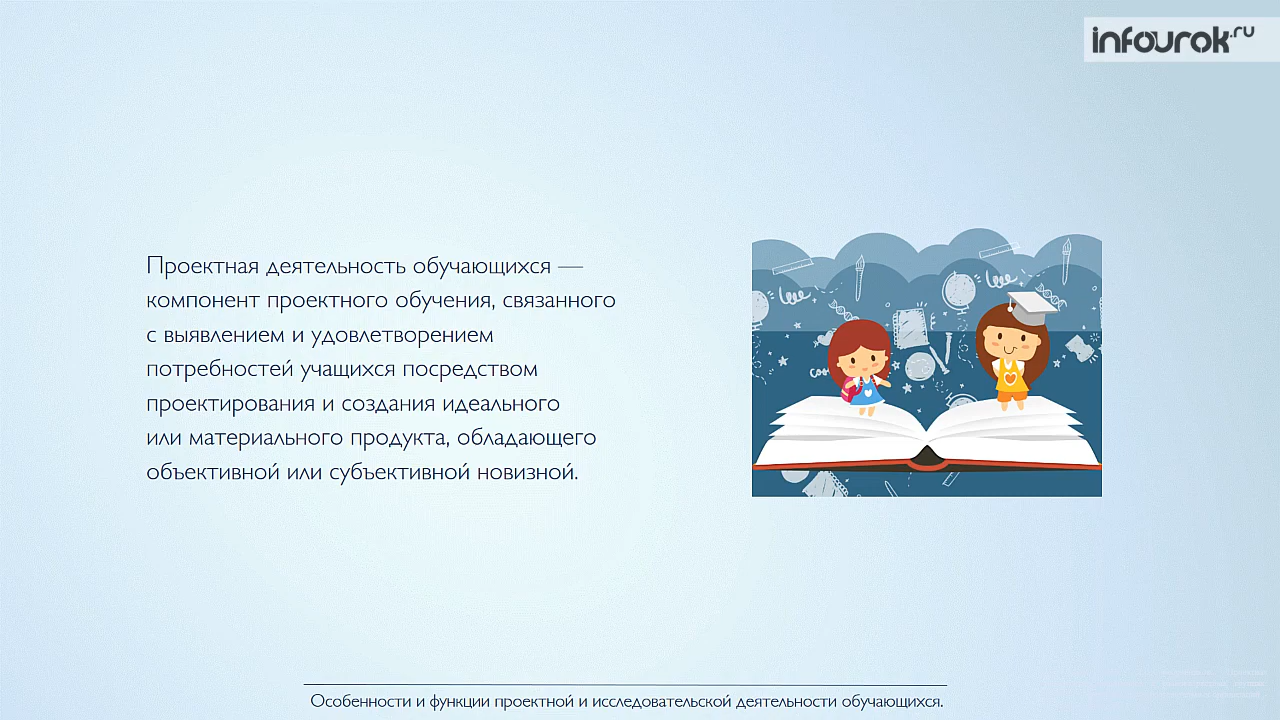 infourok.ru
Проектная деятельность обучающихся —
компонент проектного обучения, связанного
с выявлением и удовлетворением
потребностей учащихся посредством
проектирования и создания идеального
или материального продукта, обладающего
объективной или субъективной новизной.
Особенности и функции проектной и исследовательской деятельности обучающихся.